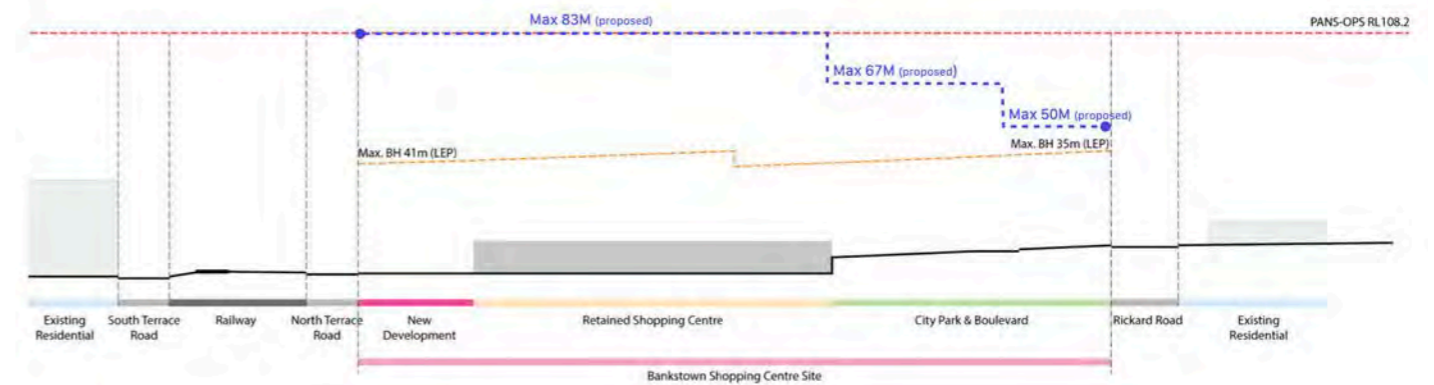 Max 83M (proposed)
PANS-OPS RL108.2
Max 67M (proposed)
Max 50M (proposed)
Max. BH 41m (LEP)
Max. BH 35m (LEP)
Existing
Residential
South Terrace
Road
Railway
North Terrace
Road
New
Development
Retained Shopping Centre
City Park & Boulevard
Rickard Road
Existing
Residential
Bankstown Shopping Centre Site